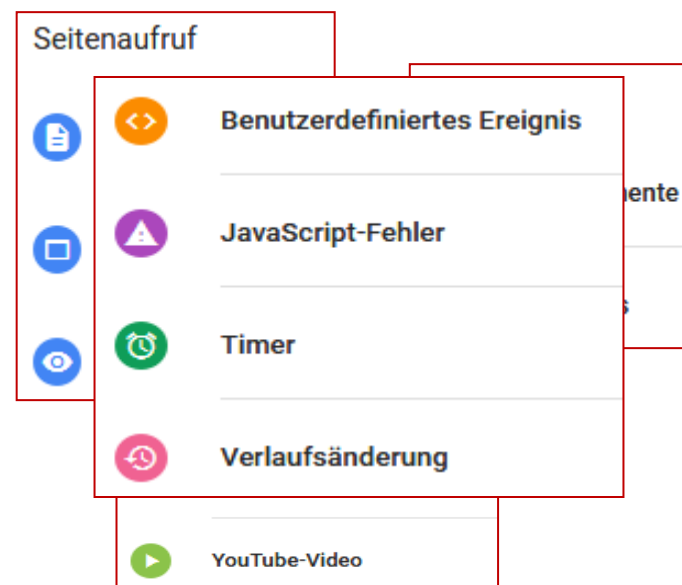 Seitenaufruf
Benutzerdefiniertes Ereignis
JavaScript-Fehler
Timer
Verlaufsänderung
YouTube-Video